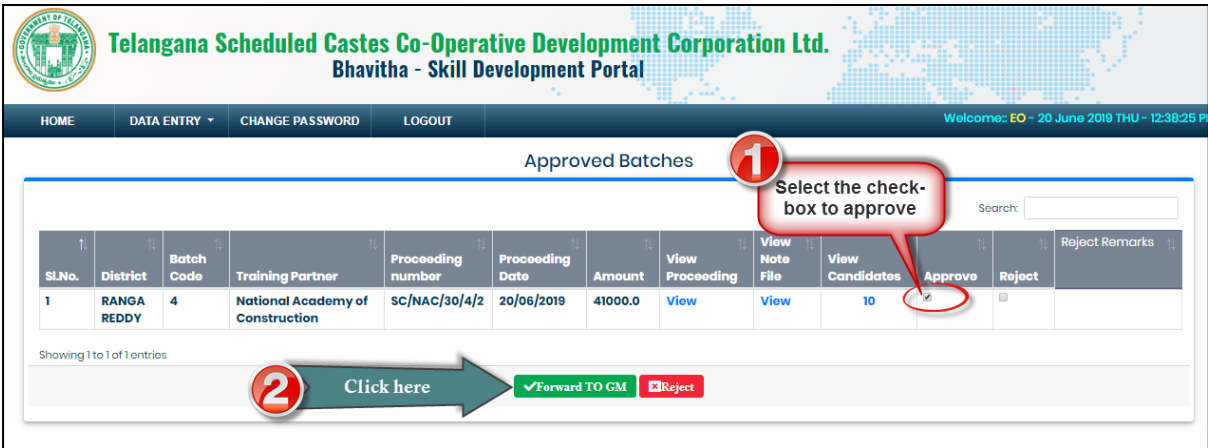 Telangana Scheduled Castes Co-Operative Development Corporation Ltd.
Bhavitha - Skill Development Portal
HOME DATA ENTRY CHANGE PASSWORD LOGOUT Welcome:: EO - 20 June 2019 THU - 12:38:25
Approved Batches
1
Select the check-
box to approve
Search:
Sl.No. District Batch Code Training Partner Proceeding number Proceeding Date Amount View Proceeding View Note File View Candidates Approve Reject Reject Remarks
1 RANGA REDDY 4 National Academy of Construction SC/NAC/30/4/2 20/06/2019 41000.0 View View 10
Showing 1 to 1 of 1 entries
2 Click here Forward TO GM Reject